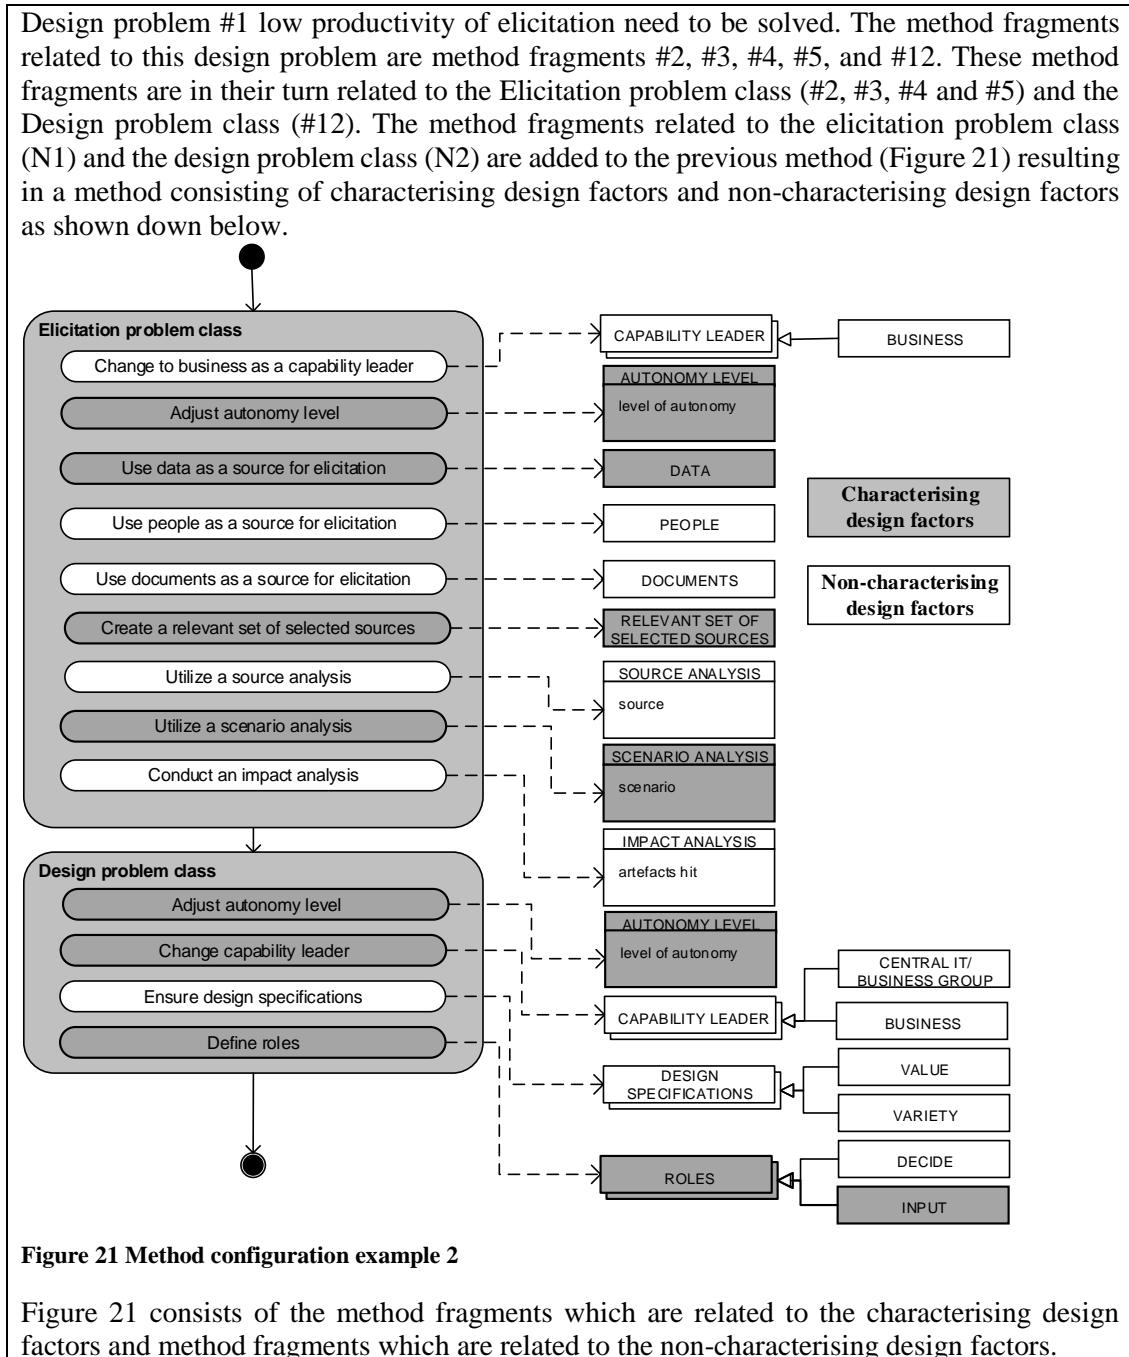 Design problem #1 low productivity of elicitation need to be solved. The method fragments
related to this design problem are method fragments #2, #3, #4, #5, and #12. These method
fragments are in their turn related to the Elicitation problem class (#2, #3, #4 and #5) and the
Design problem class (#12). The method fragments related to the elicitation problem class
(N1) and the design problem class (N2) are added to the previous method (Figure 21) resulting
in a method consisting of characterising design factors and non-characterising design factors
as shown down below.
Elicitation problem class
Change to business as a capability leader
Adjust autonomy level
Use data as a source for elicitation
Use people as a source for elicitation
Use documents as a source for elicitation
Create a relevant set of selected sources
Utilize a source analysis
Utilize a scenario analysis
Conduct an impact analysis
Design problem class
Adjust autonomy level
Change capability leader
Ensure design specifications
Define roles
CAPABILITY LEADER
BUSINESS
AUTONOMY LEVEL
level of autonomy
DATA
PEOPLE
DOCUMENTS
RELEVANT SET OF
SELECTED SOURCES
SOURCE ANALYSIS
source
SCENARIO ANALYSIS
scenario
IMPACT ANALYSIS
artefacts hit
AUTONOMY LEVEL
level of autonomy
CAPABILITY LEADER
CENTRAL IT/
BUSINESS GROUP
BUSINESS
DESIGN
SPECIFICATIONS
VALUE
VARIETY
ROLES
DECIDE
INPUT
Characterising
design factors
Non-characterising
design factors
Figure 21 Method configuration example 2
Figure 21 consists of the method fragments which are related to the characterising design
factors and method fragments which are related to the non-characterising design factors.